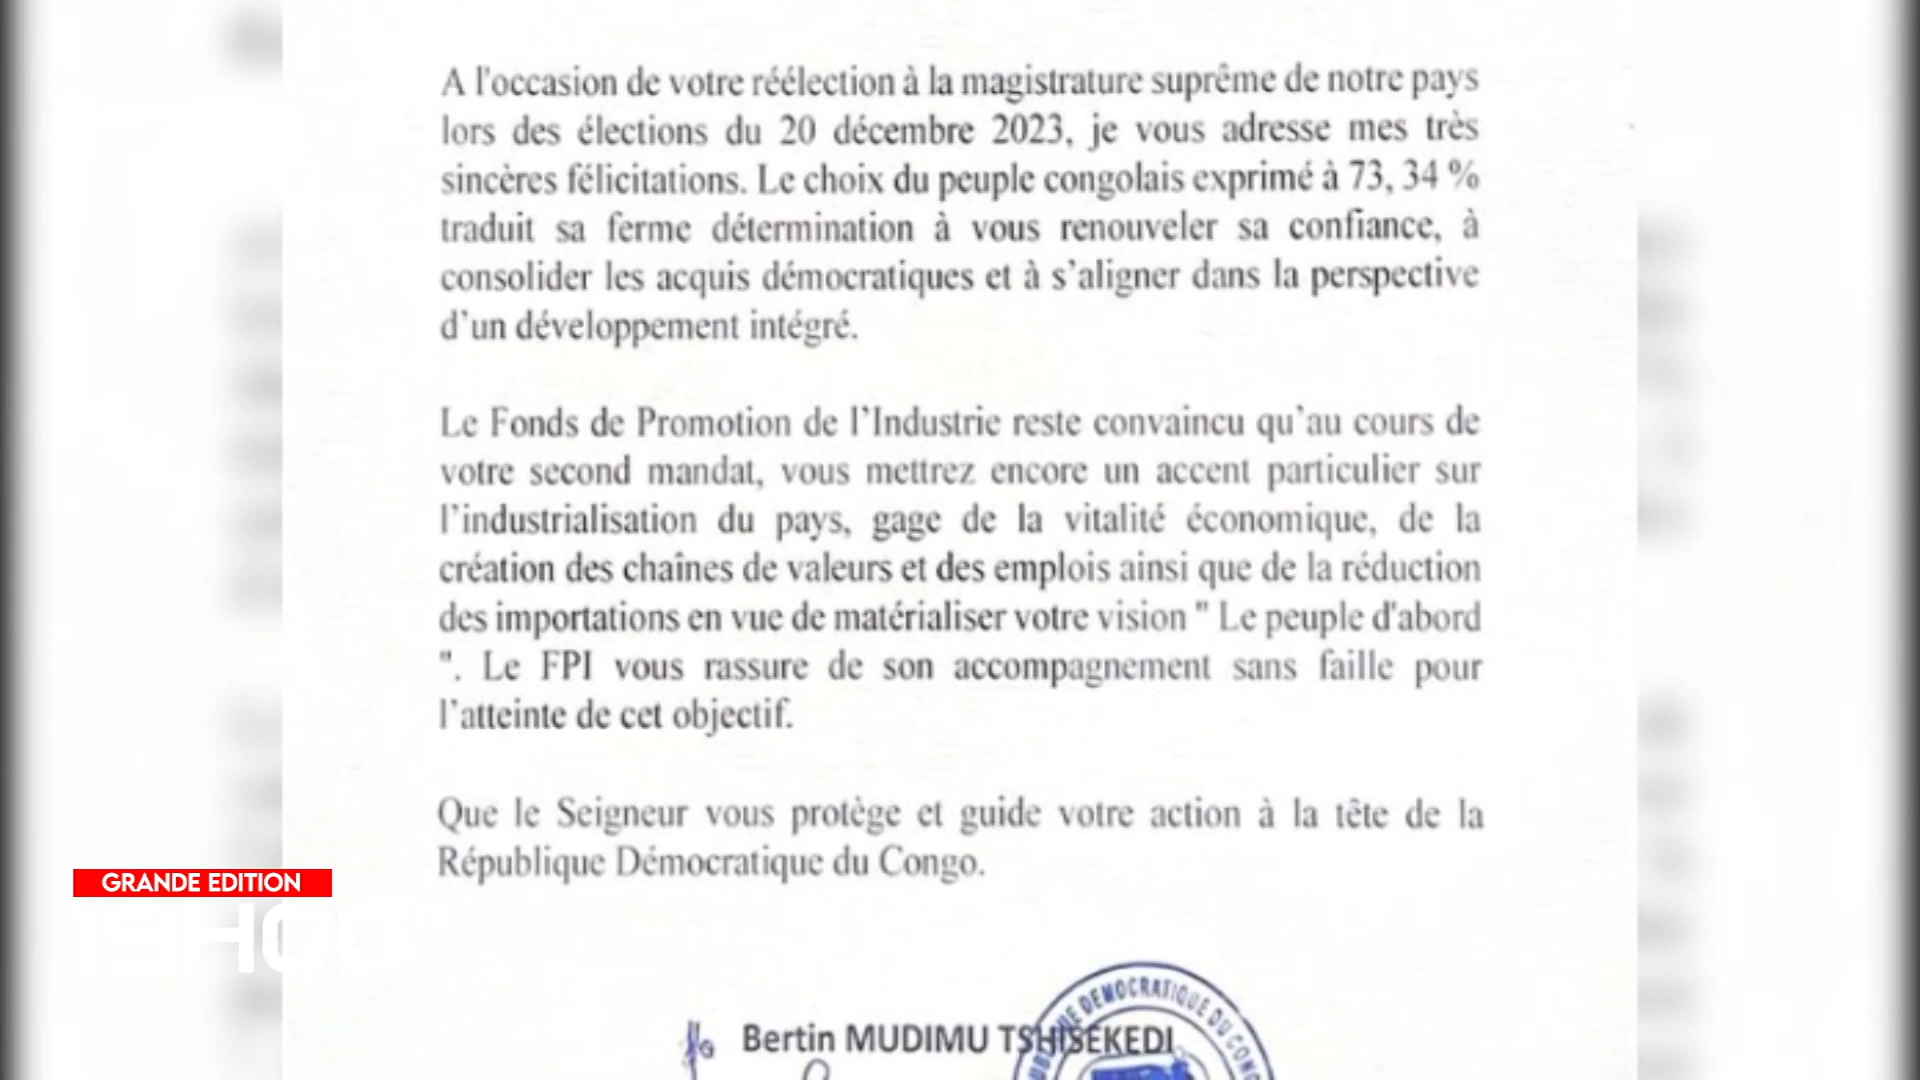 A l'occasion de votre réélection à la magistrature suprême de notre pays
lors des élections du 20 décembre 2023, je vous adresse mes très
sincères félicitations. Le choix du peuple congolais exprimé à 73, 34 %
traduit sa ferme détermination à vous renouveler sa confiance, à
consolider les acquis démocratiques et à s’aligner dans la perspective
d’un développement intégré.
Le Fonds de Promotion de l’Industrie reste convaincu qu’au cours de
votre second mandat, vous mettrez encore un accent particulier sur
l’industrialisation du pays, gage de la vitalité économique, de la
création des chaînes de valeurs et des emplois ainsi que de la réduction
des importations en vue de matérialiser votre vision " Le peuple d'abord
". Le FPI vous rassure de son accompagnement sans faille pour
l’atteinte de cet objectif.
Que le Seigneur vous protège et guide votre action à la tête de la
République Démocratique du Congo.
GRANDE EDITION
Bertin MUDIMU TSHISEKEDI
DEMOCRATIQUE DU CONGO